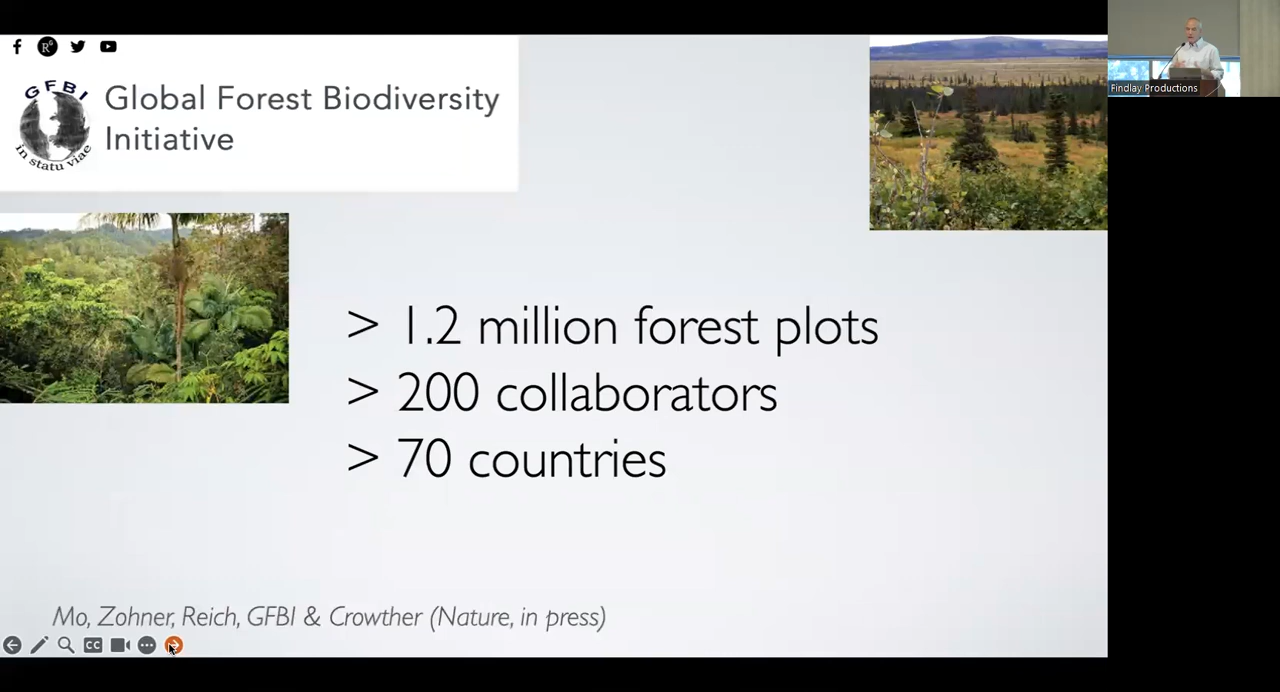 GFBI
in statu viae
Global Forest Biodiversity
Initiative
> 1.2 million forest plots
> 200 collaborators
> 70 countries
Mo, Zohner, Reich, GFBI & Crowther (Nature, in press)
CC
Findlay Productions